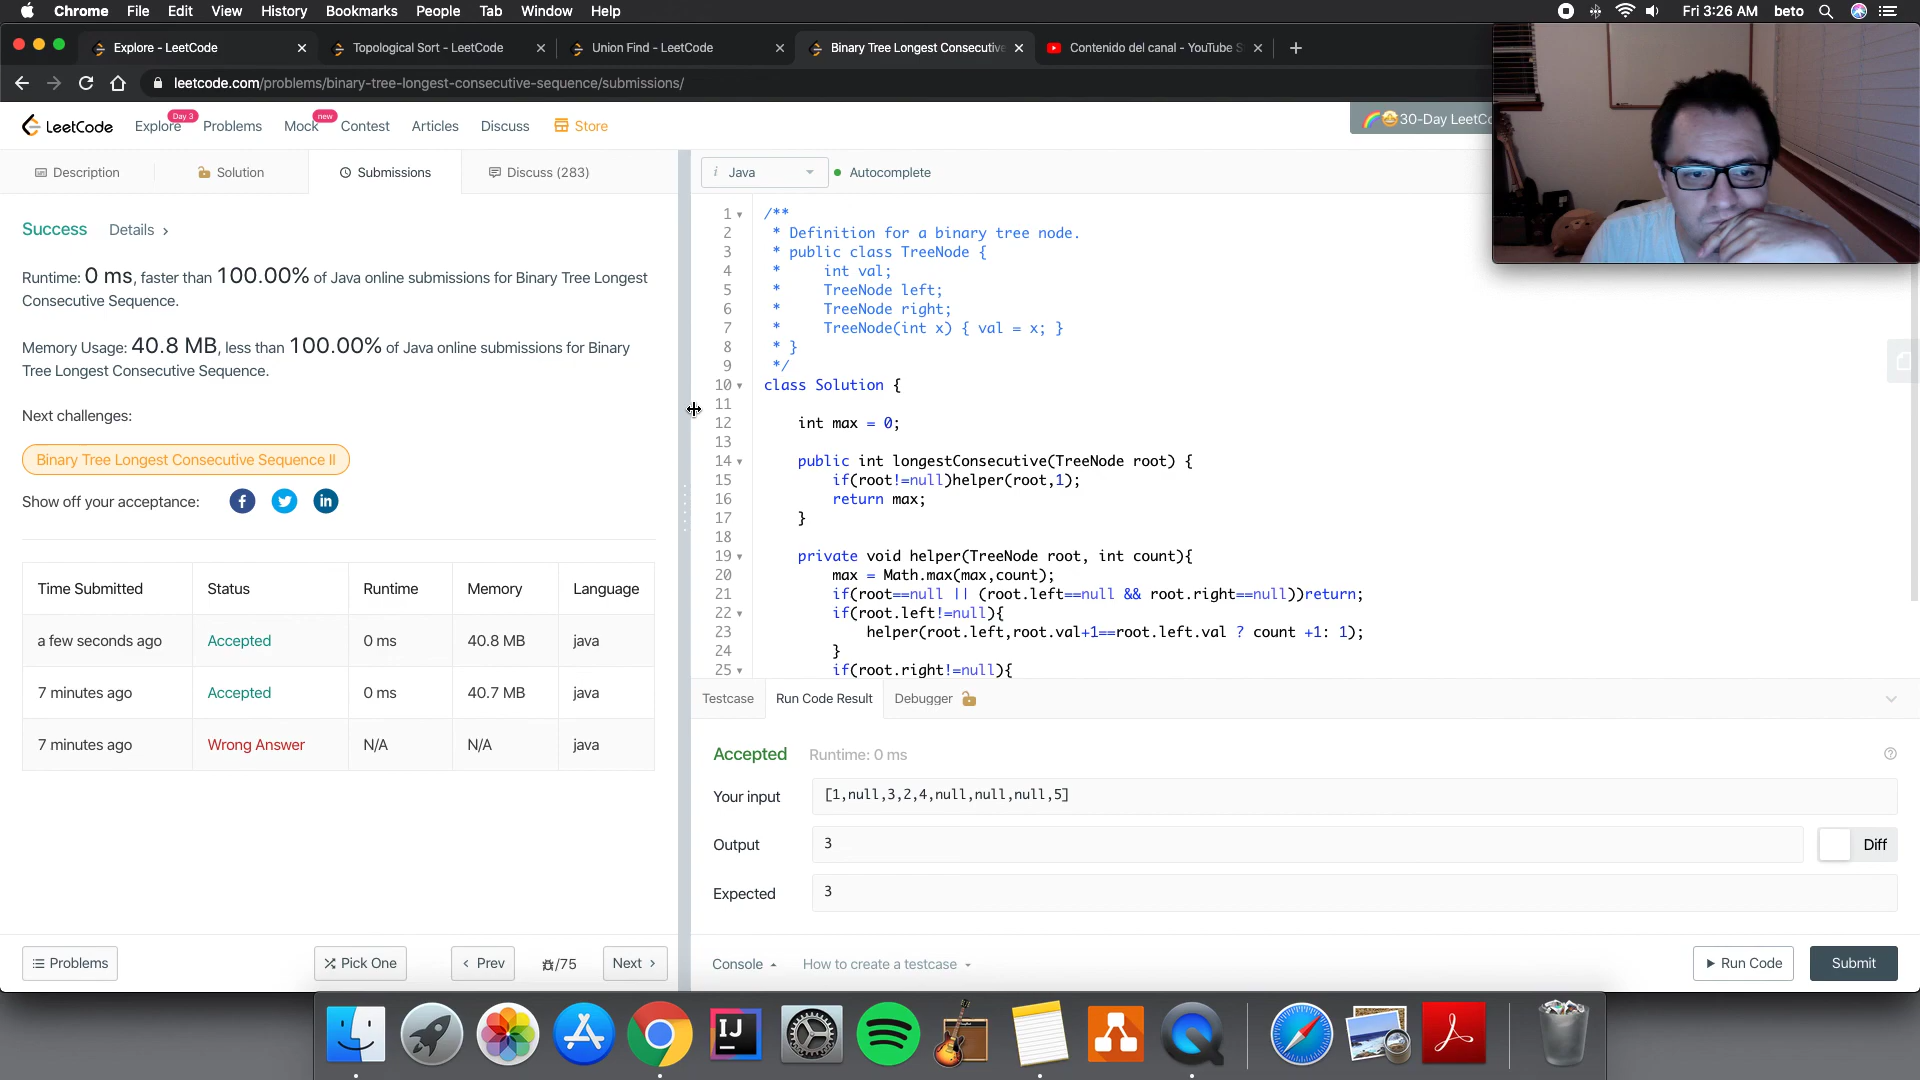 Chrome File Edit View History Bookmarks People Tab Window Help
Fri 3:26 AM beto
Explore - LeetCode
Topological Sort - LeetCode
Union Find - LeetCode
Binary Tree Longest Consecutive
Contenido del canal - YouTube S
leetcode.com/problems/binary-tree-longest-consecutive-sequence/submissions/
LeetCode
Explore
Day 3
Problems
Mock
new
Contest
Articles
Discuss
Store
30-Day LeetCo
Description
Solution
Submissions
Discuss (283)
Success
Details ›
Runtime: 0 ms, faster than 100.00% of Java online submissions for Binary Tree Longest
Consecutive Sequence.
Memory Usage: 40.8 MB, less than 100.00% of Java online submissions for Binary
Tree Longest Consecutive Sequence.
Next challenges:
Binary Tree Longest Consecutive Sequence II
Show off your acceptance:
Time Submitted Status Runtime Memory Language
a few seconds ago Accepted 0 ms 40.8 MB java
7 minutes ago Accepted 0 ms 40.7 MB java
7 minutes ago Wrong Answer N/A N/A java
Problems
Pick One
‹ Prev
/75
Next ›
i Java
Autocomplete
1 /**
2 * Definition for a binary tree node.
3 * public class TreeNode {
4 *     int val;
5 *     TreeNode left;
6 *     TreeNode right;
7 *     TreeNode(int x) { val = x; }
8 * }
9 */
10 class Solution {
11
12     int max = 0;
13
14     public int longestConsecutive(TreeNode root) {
15         if(root!=null)helper(root,1);
16         return max;
17     }
18
19     private void helper(TreeNode root, int count){
20         max = Math.max(max,count);
21         if(root==null || (root.left==null && root.right==null))return;
22         if(root.left!=null){
23             helper(root.left,root.val+1==root.left.val ? count +1: 1);
24         }
25         if(root.right!=null){
Testcase
Run Code Result
Debugger
Accepted
Runtime: 0 ms
Your input
[1,null,3,2,4,null,null,null,5]
Output
3
Diff
Expected
3
Console
How to create a testcase
Run Code
Submit
IJ